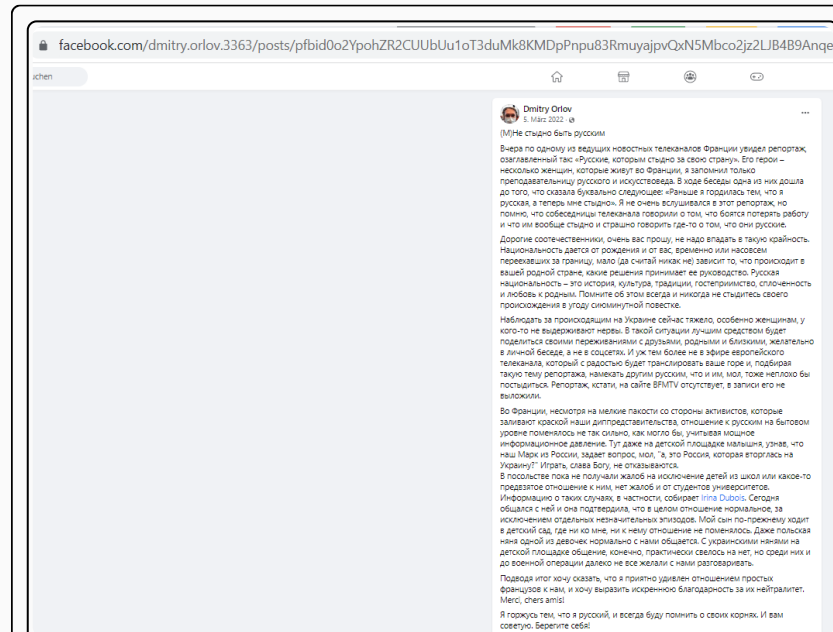 facebook.com/dmitry.orlov.3363/posts/pfbid0o2YpohZR2CUUbUu1oT3duMk8KMDpPnpu83RmuyajpvQxN5Mbco2jz2LJB4B9Anqe
uchen
Dmitry Orlov
5. März 2022
(М)Не стыдно быть русским
Вчера по одному из ведущих новостных телеканалов Франции увидел репортаж,
озаглавленный так: «Русские, которым стыдно за свою страну». Его герои –
несколько женщин, которые живут во Франции, я запомнил только
преподавательницу русского и искусствоведа. В ходе беседы одна из них дошла
до того, что сказала буквально следующее: «Раньше я гордилась тем, что я
русская, а теперь мне стыдно». Я не очень вслушивался в этот репортаж, но
помню, что собеседницы телеканала говорили о том, что боятся потерять работу
и что им вообще стыдно и страшно говорить где-то о том, что они русские.
Дорогие соотечественники, очень вас прошу, не надо впадать в такую крайность.
Национальность дается от рождения и от вас, временно или насовсем
переехавших за границу, мало (да считай никак не) зависит то, что происходит в
вашей родной стране, какие решения принимает ее руководство. Русская
национальность – это история, культура, традиции, гостеприимство, сплоченность
и любовь к родным. Помните об этом всегда и никогда не стыдитесь своего
происхождения в угоду сиюминутной повестке.
Наблюдать за происходящим на Украине сейчас тяжело, особенно женщинам, у
кого-то не выдерживают нервы. В такой ситуации лучшим средством будет
поделиться своими переживаниями с друзьями, родными и близкими, желательно
в личной беседе, а не в соцсетях. И уж тем более не в эфире европейского
телеканала, который с радостью будет транслировать ваше горе и, подбирая
такую тему репортажа, намекать другим русским, что и им, мол, тоже неплохо бы
постыдиться. Репортаж, кстати, на сайте BFMTV отсутствует, в записи его не
выложили.
Во Франции, несмотря на мелкие пакости со стороны активистов, которые
заливают краской наши диппредставительства, отношение к русским на бытовом
уровне поменялось не так сильно, как могло бы, учитывая мощное
информационное давление. Тут даже на детской площадке малышня, узнав, что
наш Марк из России, задает вопрос, мол, "а, это Россия, которая вторглась на
Украину?" Играть, слава Богу, не отказываются.
В посольстве пока не получали жалоб на исключение детей из школ или какое-то
предвзятое отношение к ним, нет жалоб и от студентов университетов.
Информацию о таких случаях, в частности, собирает Irina Dubois. Сегодня
общался с ней и она подтвердила, что в целом отношение нормальное, за
исключением отдельных незначительных эпизодов. Мой сын по-прежнему ходит
в детский сад, где ни ко мне, ни к нему отношение не поменялось. Даже польская
няня одной из девочек нормально с нами общается. С украинскими нянями на
детской площадке общение, конечно, практически свелось на нет, но среди них и
до военной операции далеко не все желали с нами разговаривать.
Подводя итог хочу сказать, что я приятно удивлен отношением простых
французов к нам, и хочу выразить искреннюю благодарность за их нейтралитет.
Merci, chers amis!
Я горжусь тем, что я русский, и всегда буду помнить о своих корнях. И вам
советую. Берегите себя!